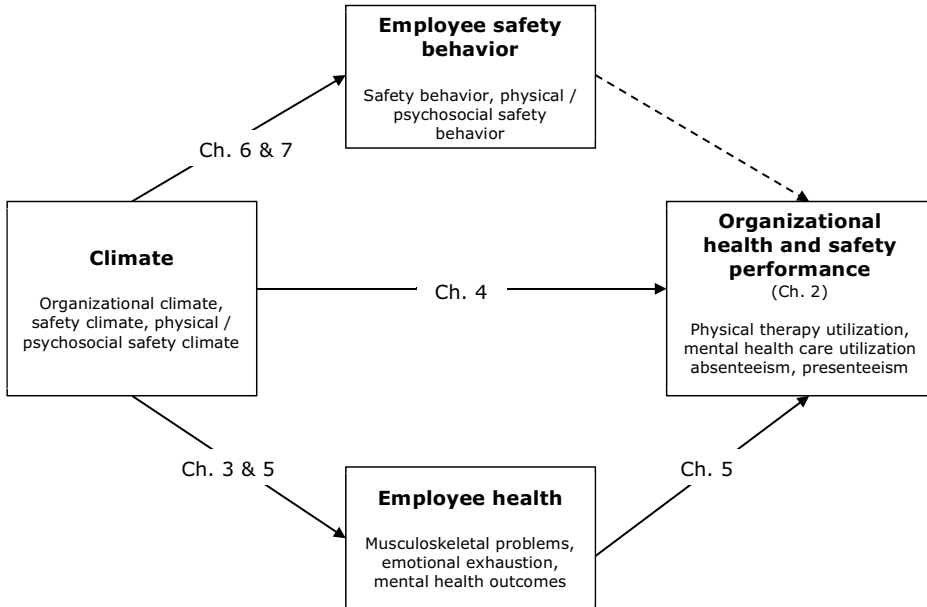 Employee safety
behavior
Safety behavior, physical /
psychosocial safety
behavior
Ch. 6 & 7
Climate
Organizational climate,
safety climate, physical /
psychosocial safety climate
Ch. 4
Organizational
health and safety
performance
(Ch. 2)
Physical therapy utilization,
mental health care utilization
absenteeism, presenteeism
Ch. 3 & 5
Ch. 5
Employee health
Musculoskeletal problems,
emotional exhaustion,
mental health outcomes